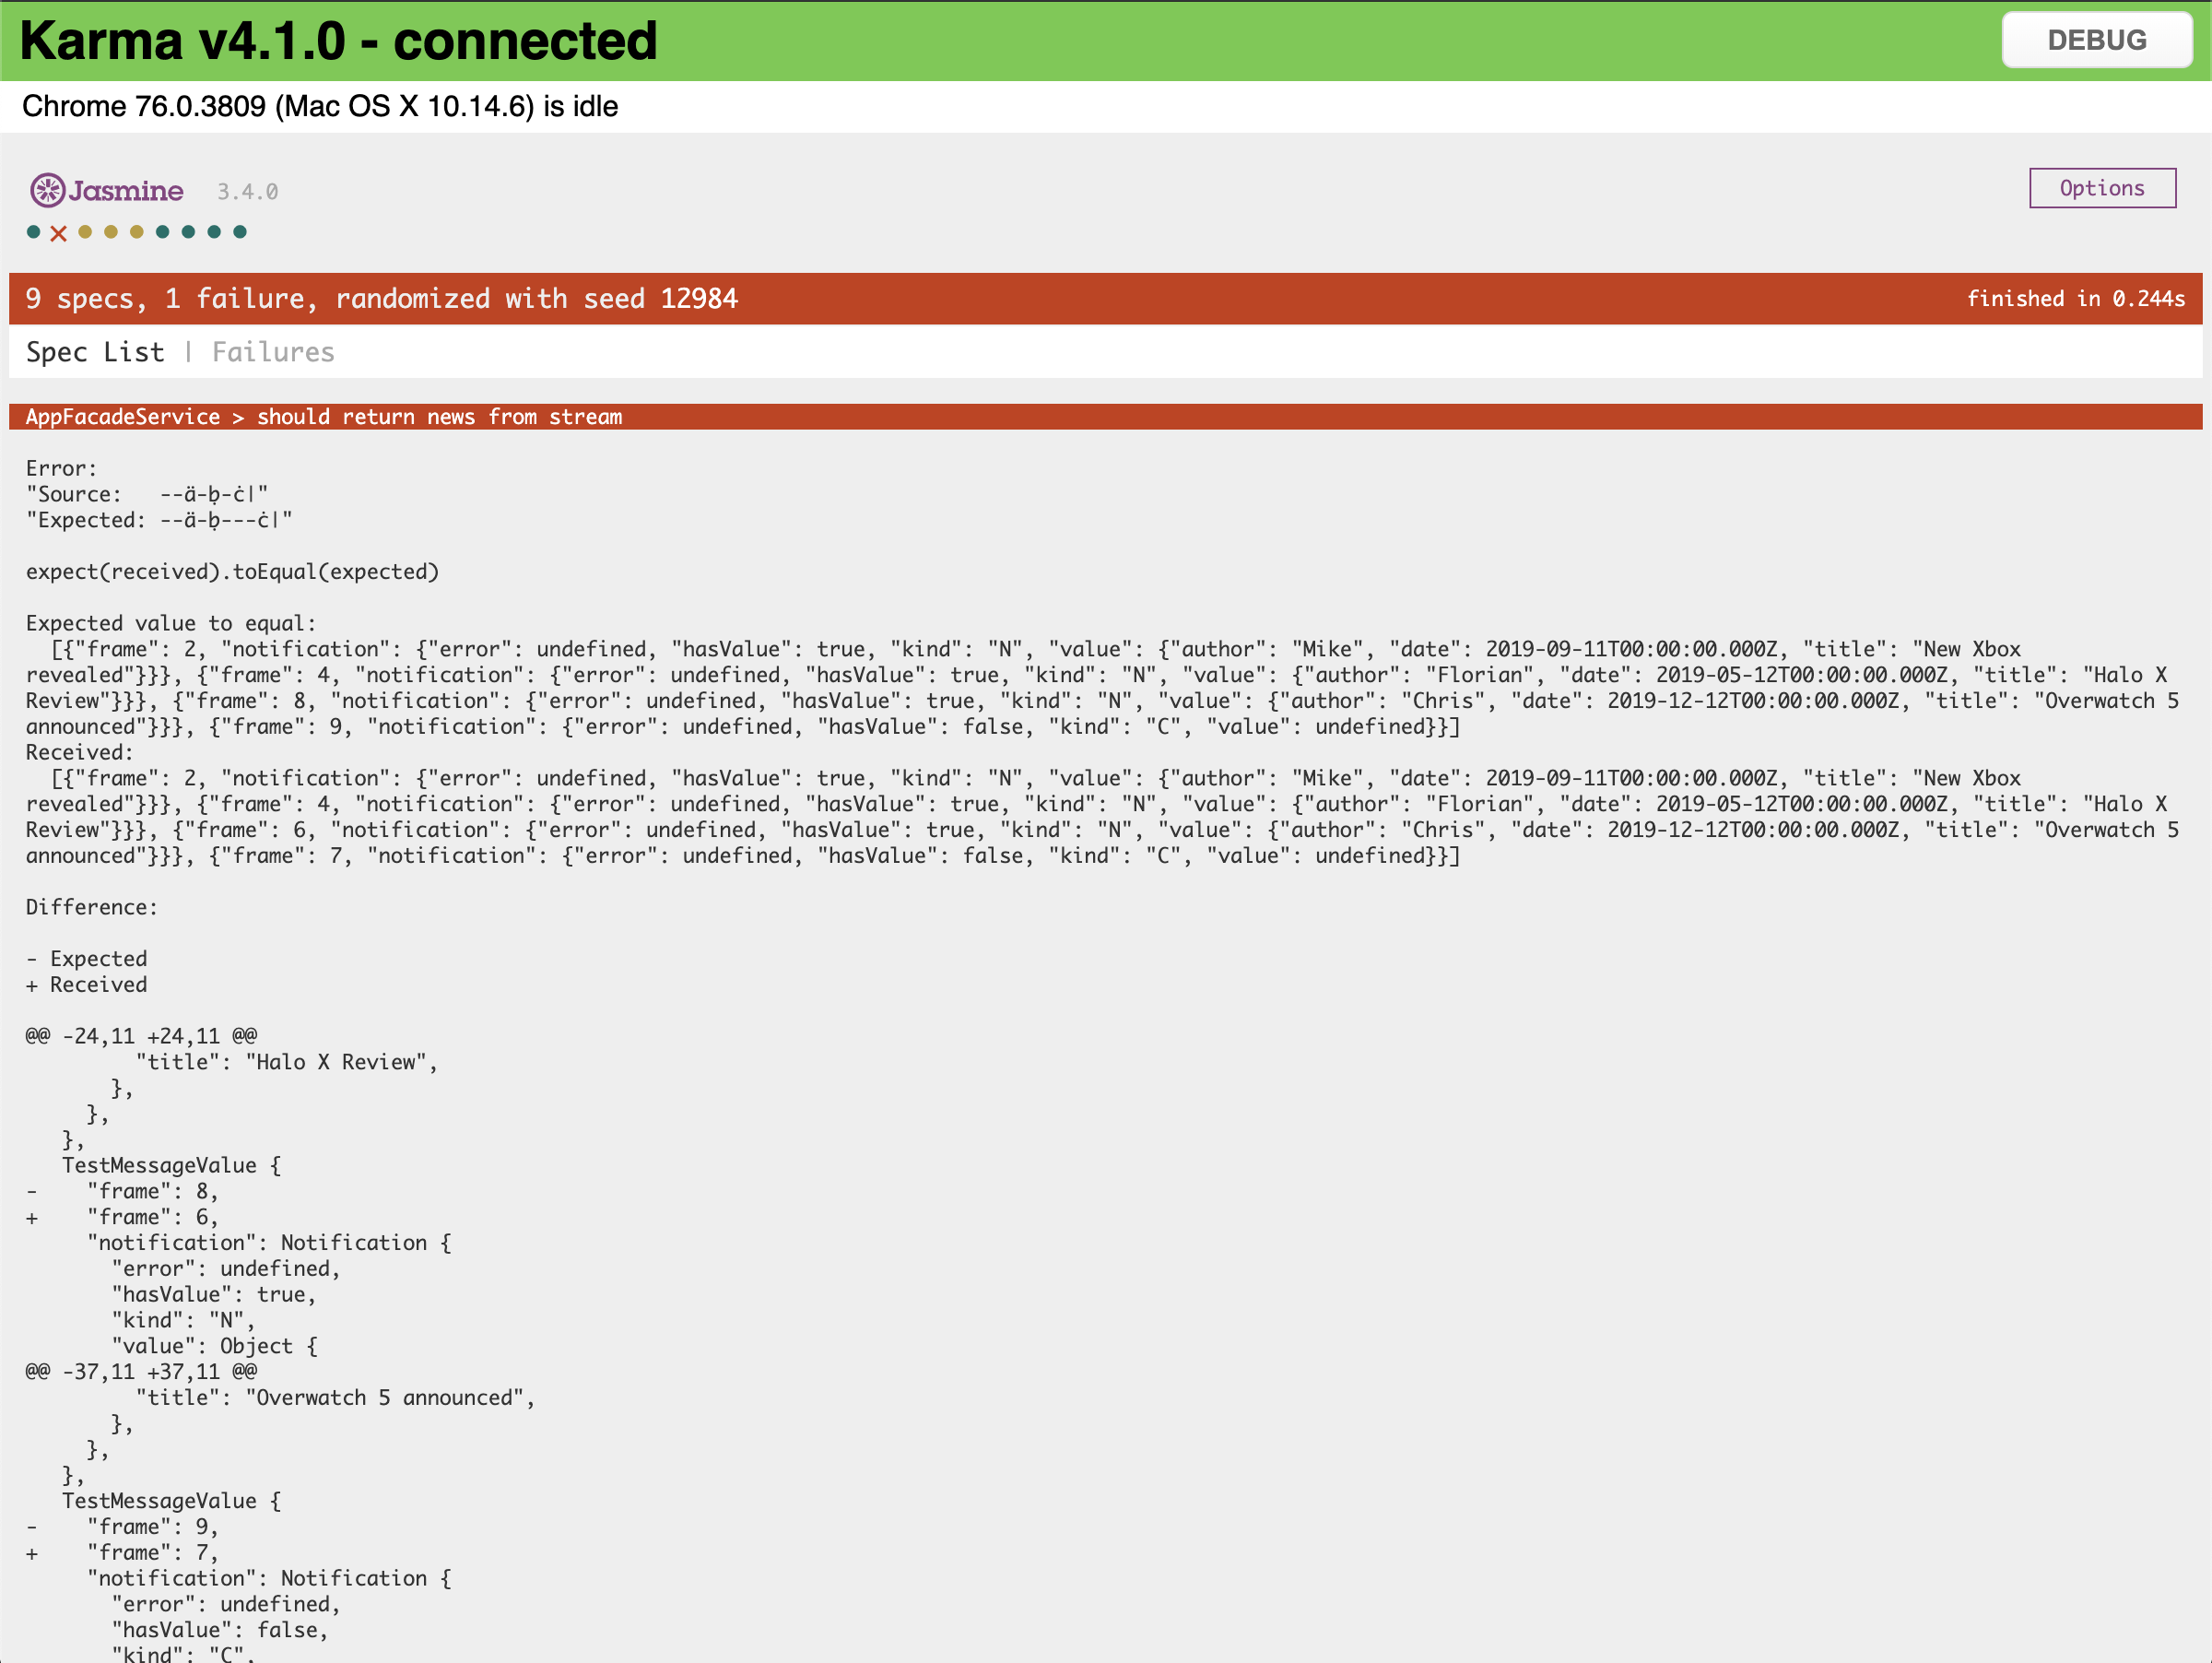 Karma v4.1.0 - connected
DEBUG
Chrome 76.0.3809 (Mac OS X 10.14.6) is idle
Jasmine 3.4.0
Options
9 specs, 1 failure, randomized with seed 12984
finished in 0.244s
Spec List | Failures
AppFacadeService > should return news from stream
Error:
"Source:   --ä-ḅ-ċ|"
"Expected: --ä-ḅ---ċ|"
expect(received).toEqual(expected)
Expected value to equal:
  [{"frame": 2, "notification": {"error": undefined, "hasValue": true, "kind": "N", "value": {"author": "Mike", "date": 2019-09-11T00:00:00.000Z, "title": "New Xbox
revealed"}}}, {"frame": 4, "notification": {"error": undefined, "hasValue": true, "kind": "N", "value": {"author": "Florian", "date": 2019-05-12T00:00:00.000Z, "title": "Halo X
Review"}}}, {"frame": 8, "notification": {"error": undefined, "hasValue": true, "kind": "N", "value": {"author": "Chris", "date": 2019-12-12T00:00:00.000Z, "title": "Overwatch 5
announced"}}}, {"frame": 9, "notification": {"error": undefined, "hasValue": false, "kind": "C", "value": undefined}}]
Received:
  [{"frame": 2, "notification": {"error": undefined, "hasValue": true, "kind": "N", "value": {"author": "Mike", "date": 2019-09-11T00:00:00.000Z, "title": "New Xbox
revealed"}}}, {"frame": 4, "notification": {"error": undefined, "hasValue": true, "kind": "N", "value": {"author": "Florian", "date": 2019-05-12T00:00:00.000Z, "title": "Halo X
Review"}}}, {"frame": 6, "notification": {"error": undefined, "hasValue": true, "kind": "N", "value": {"author": "Chris", "date": 2019-12-12T00:00:00.000Z, "title": "Overwatch 5
announced"}}}, {"frame": 7, "notification": {"error": undefined, "hasValue": false, "kind": "C", "value": undefined}}]
Difference:
- Expected
+ Received
@@ -24,11 +24,11 @@
         "title": "Halo X Review",
       },
     },
   },
   TestMessageValue {
-    "frame": 8,
+    "frame": 6,
     "notification": Notification {
       "error": undefined,
       "hasValue": true,
       "kind": "N",
       "value": Object {
@@ -37,11 +37,11 @@
         "title": "Overwatch 5 announced",
       },
     },
   },
   TestMessageValue {
-    "frame": 9,
+    "frame": 7,
     "notification": Notification {
       "error": undefined,
       "hasValue": false,
       "kind": "C",